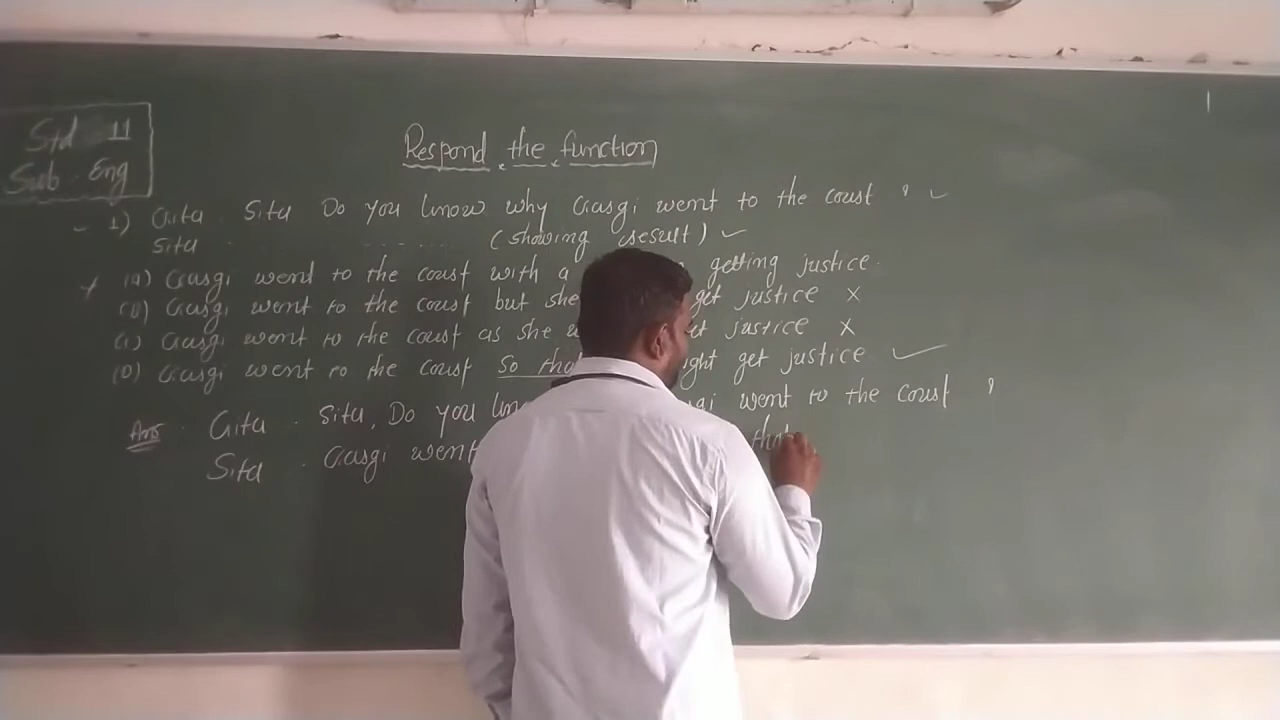 Std 11
Sub. Eng
Respond the function
1) Gita. Sita Do you know why Gargi went to the court ?
Sita . . . . . . . . (showing result)
(A) Gargi went to the court with a getting justice.
(B) Gargi went to the court but she get justice X
(C) Gargi went to the court as she justice X
(D) Gargi went to the court so get justice
Ans. Gita . Sita, Do you went to the court ?
Sita . Gargi went